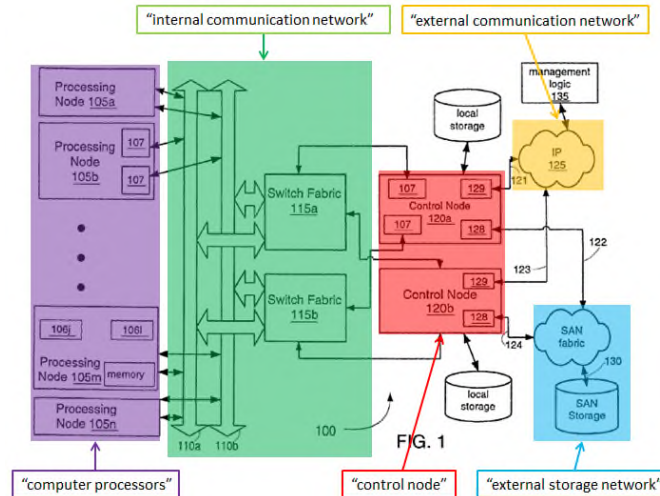 “internal communication network”
“external communication network”
Processing
Node 105a
Processing
Node 105b
107
107
106j
106l
Processing
Node 105m
memory
Processing
Node 105n
110a
110b
Switch Fabric
115a
Switch Fabric
115b
local
storage
107
129
Control Node
120a
107
128
129
Control Node
120b
128
local
storage
management
logic
135
IP
125
121
122
123
124
SAN
fabric
130
SAN
Storage
100
FIG. 1
“computer processors”
“control node”
“external storage network”